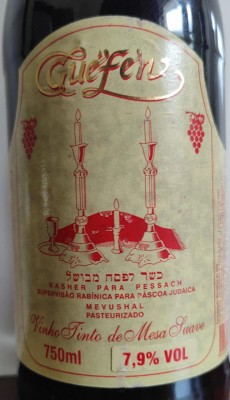 Guefen
כשר לפסח מבושל
KASHER PARA PESSACH
SUPERVISÃO RABÍNICA PARA PÁSCOA JUDAICA
MEVUSHAL
PASTEURIZADO
Vinho Tinto de Mesa Suave
750ml 7,9% VOL